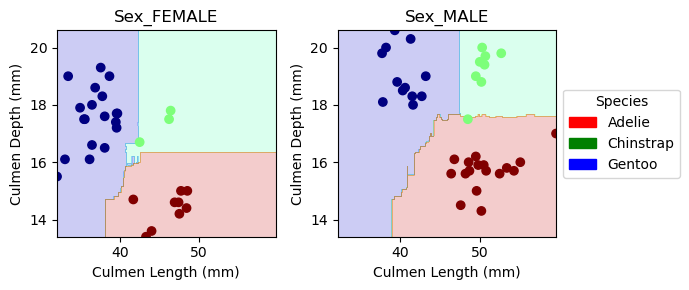 Sex_FEMALE
Sex_MALE
Culmen Depth (mm)
20
18
16
14
40
50
Culmen Length (mm)
Culmen Depth (mm)
20
18
16
14
40
50
Culmen Length (mm)
Species
Adelie
Chinstrap
Gentoo